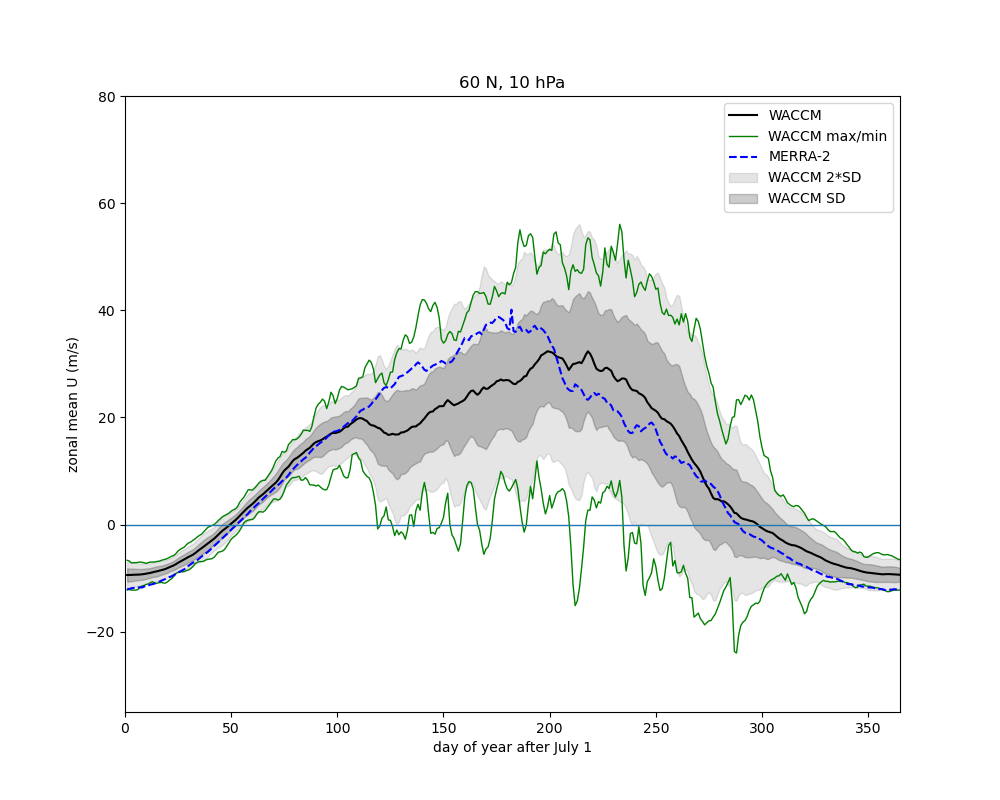 60 N, 10 hPa
WACCM
WACCM max/min
MERRA-2
WACCM 2*SD
WACCM SD
zonal mean U (m/s)
80
60
40
20
0
−20
0 50 100 150 200 250 300 350
day of year after July 1